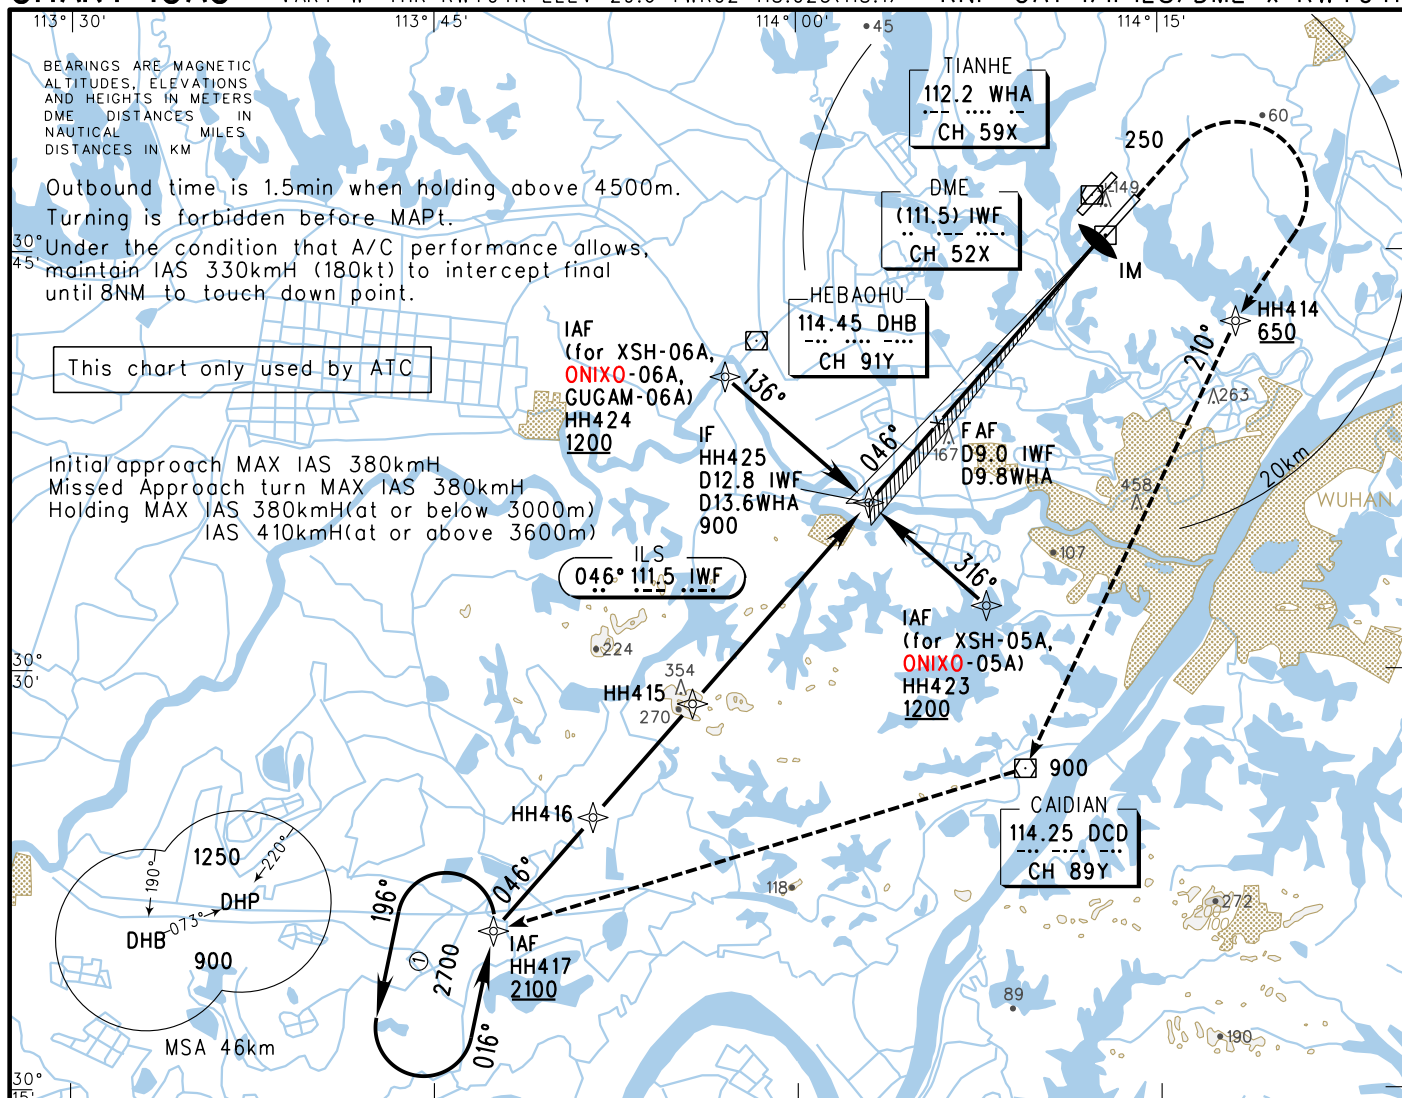 113° 30'
113° 45'
114° 00'
114° 15'
45
BEARINGS ARE MAGNETIC
ALTITUDES, ELEVATIONS
AND HEIGHTS IN METERS
DME DISTANCES IN
NAUTICAL MILES
DISTANCES IN KM
Outbound time is 1.5min when holding above 4500m.
Turning is forbidden before MAPt.
Under the condition that A/C performance allows,
maintain IAS 330kmH (180kt) to intercept final
until 8NM to touch down point.
30°
45'
This chart only used by ATC
Initial approach MAX IAS 380kmH
Missed Approach turn MAX IAS 380kmH
Holding MAX IAS 380kmH(at or below 3000m)
IAS 410kmH(at or above 3600m)
TIANHE
112.2 WHA
CH 59X
DME
(111.5) IWF
CH 52X
HEBAOHU
114.45 DHB
CH 91Y
250
60
149
IM
HH414
650
210°
263
IAF
(for XSH-06A,
ONIXO-06A,
GUGAM-06A)
HH424
1200
136°
IF
HH425
D12.8 IWF
D13.6WHA
900
046°
167
FAF
D9.0 IWF
D9.8WHA
20km
458
WUHAN
107
ILS
046° 111.5 IWF
316°
IAF
(for XSH-05A,
ONIXO-05A)
HH423
1200
224
30°
30'
354
HH415
270
HH416
900
CAIDIAN
114.25 DCD
CH 89Y
118
272
89
190
046°
196°
1
2700
016°
IAF
HH417
2100
1250
190°
220°
DHP
073°
DHB
900
MSA 46km
30°
15'